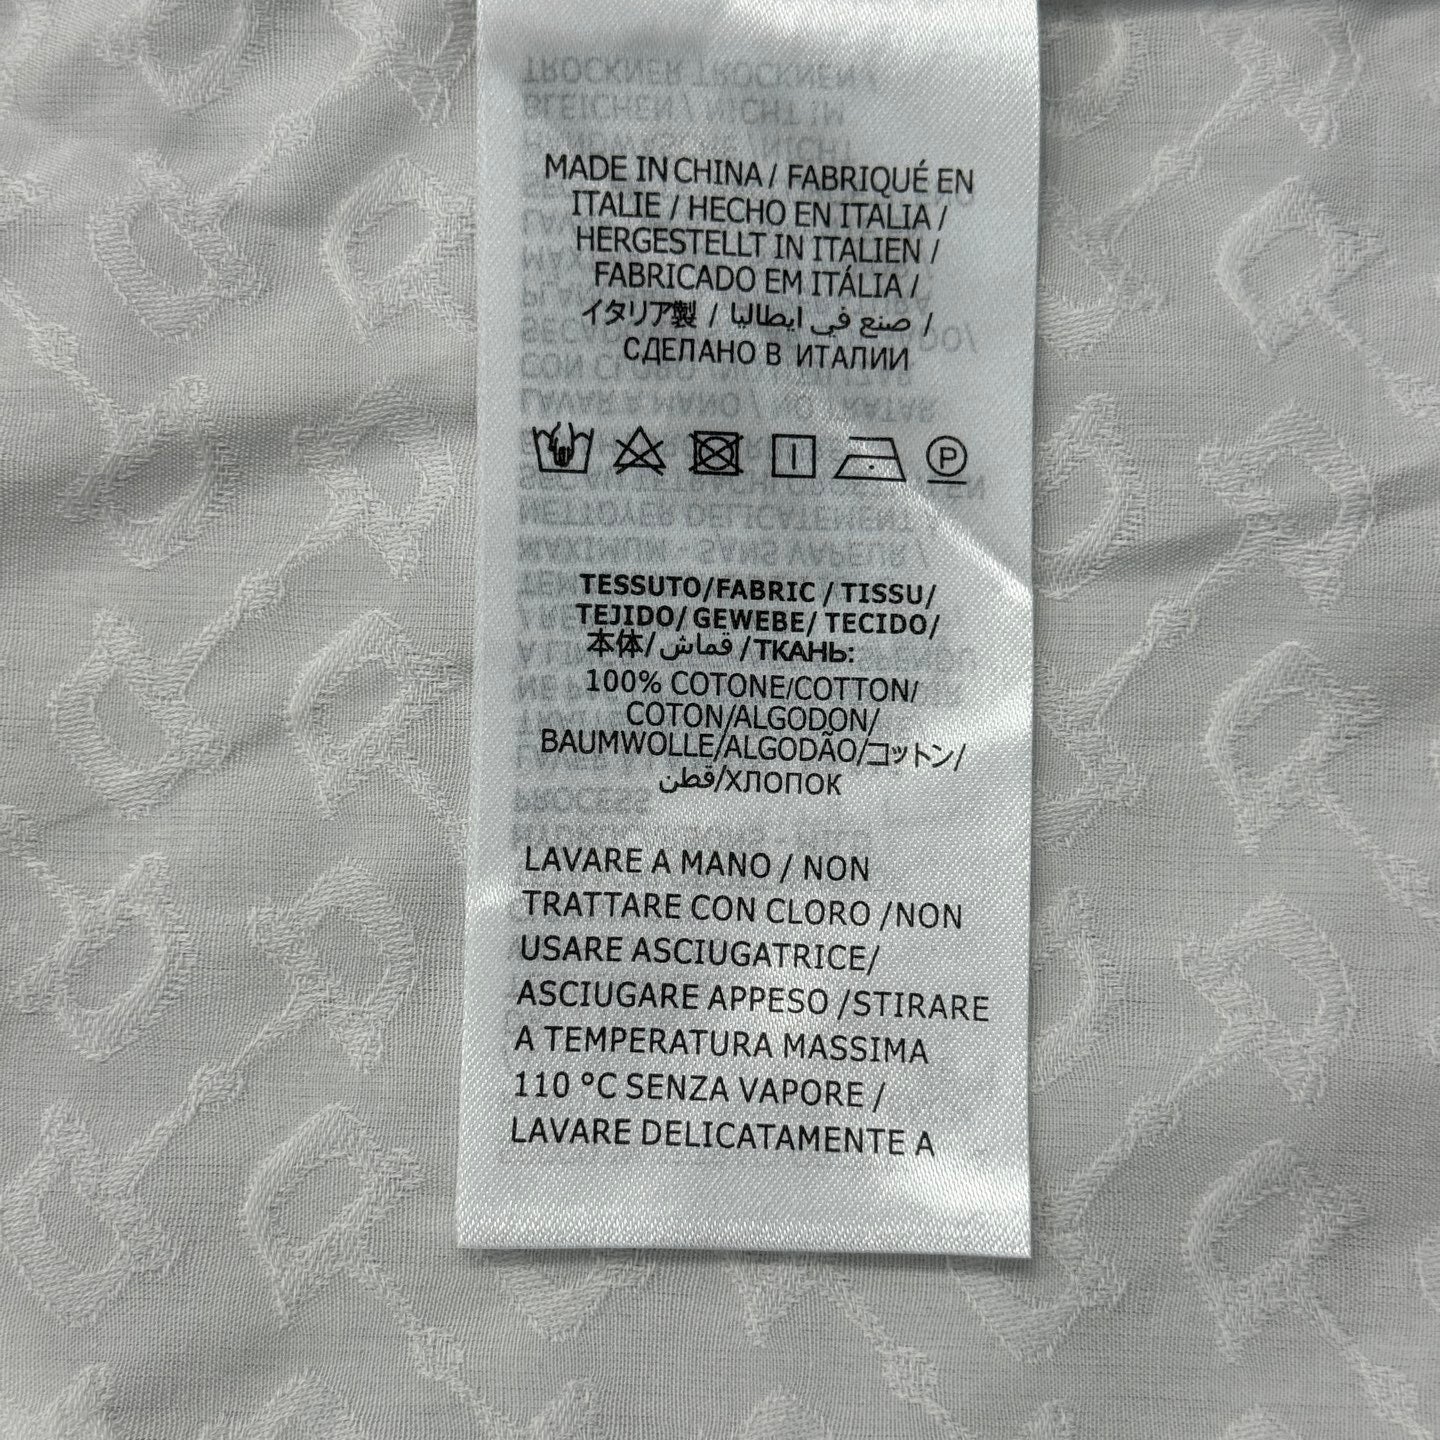 MADE IN CHINA / FABRIQUÉ EN
ITALIE / HECHO EN ITALIA /
HERGESTELLT IN ITALIEN /
FABRICADO EM ITÁLIA /
イタリア製 / صنع في ايطاليا /
СДЕЛАНО В ИТАЛИИ
P
TESSUTO/FABRIC / TISSU/
TEJIDO/ GEWEBE/ TECIDO/
本体/ قماش /ТКАНЬ:
100% COTONE/COTTON/
COTON/ALGODON/
BAUMWOLLE/ALGODÃO/コットン/
قطن/ХЛОПОК
LAVARE A MANO / NON
TRATTARE CON CLORO /NON
USARE ASCIUGATRICE/
ASCIUGARE APPESO /STIRARE
A TEMPERATURA MASSIMA
110 °C SENZA VAPORE /
LAVARE DELICATAMENTE A